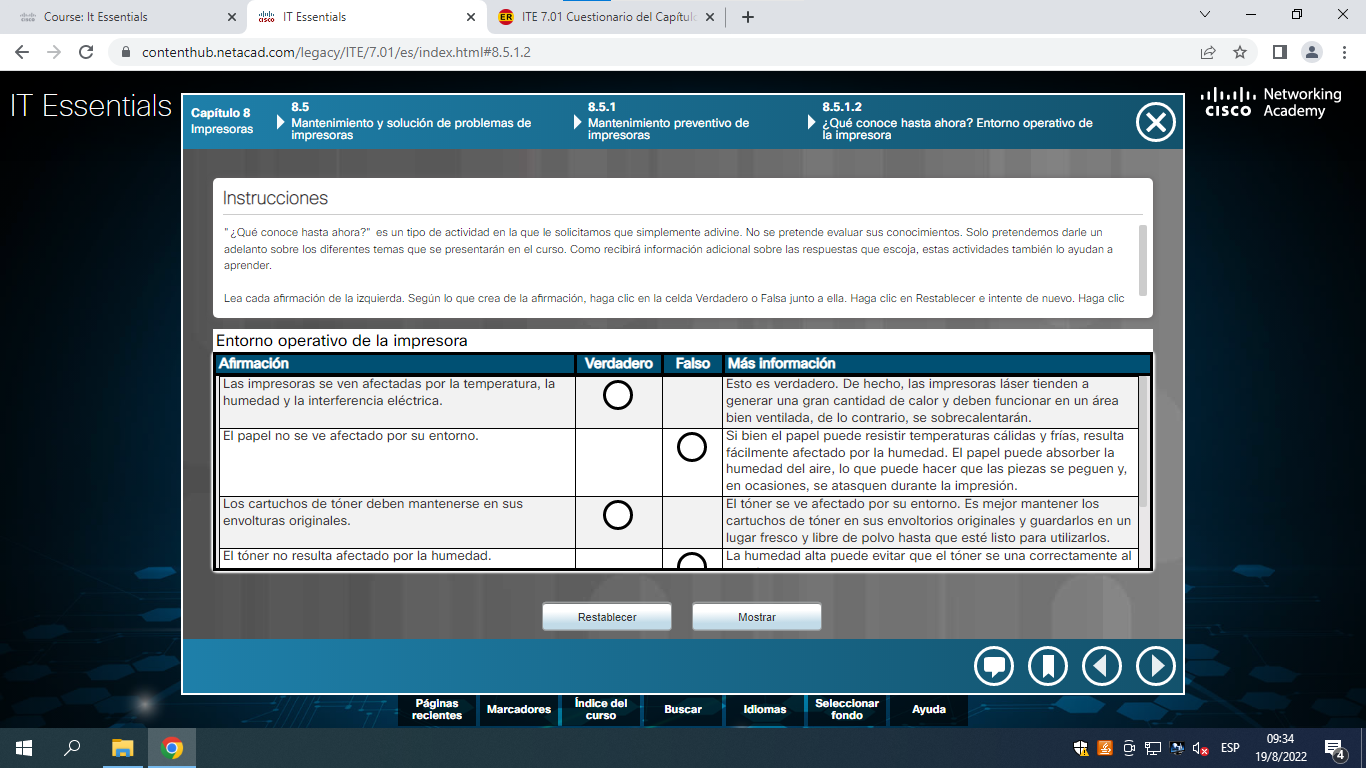 Course: It Essentials
IT Essentials
ITE 7.01 Cuestionario del Capítulo
contenthub.netacad.com/legacy/ITE/7.01/es/index.html#8.5.1.2
IT Essentials
Capítulo 8
Impresoras
8.5
Mantenimiento y solución de problemas de
impresoras
8.5.1
Mantenimiento preventivo de
impresoras
8.5.1.2
¿Qué conoce hasta ahora? Entorno operativo de
la impresora
CISCO
Networking
Academy
Instrucciones
"¿Qué conoce hasta ahora?" es un tipo de actividad en la que le solicitamos que simplemente adivine. No se pretende evaluar sus conocimientos. Solo pretendemos darle un
adelanto sobre los diferentes temas que se presentarán en el curso. Como recibirá información adicional sobre las respuestas que escoja, estas actividades también lo ayudan a
aprender.
Lea cada afirmación de la izquierda. Según lo que crea de la afirmación, haga clic en la celda Verdadero o Falsa junto a ella. Haga clic en Restablecer e intente de nuevo. Haga clic
Entorno operativo de la impresora
Afirmación Verdadero Falso Más información
Las impresoras se ven afectadas por la temperatura, la
humedad y la interferencia eléctrica.
Esto es verdadero. De hecho, las impresoras láser tienden a
generar una gran cantidad de calor y deben funcionar en un área
bien ventilada, de lo contrario, se sobrecalentarán.
El papel no se ve afectado por su entorno.
Si bien el papel puede resistir temperaturas cálidas y frías, resulta
fácilmente afectado por la humedad. El papel puede absorber la
humedad del aire, lo que puede hacer que las piezas se peguen y,
en ocasiones, se atasquen durante la impresión.
Los cartuchos de tóner deben mantenerse en sus
envolturas originales.
El tóner se ve afectado por su entorno. Es mejor mantener los
cartuchos de tóner en sus envoltorios originales y guardarlos en un
lugar fresco y libre de polvo hasta que esté listo para utilizarlos.
El tóner no resulta afectado por la humedad.
La humedad alta puede evitar que el tóner se una correctamente al
Restablecer
Mostrar
Páginas
recientes
Marcadores
Índice del
curso
Buscar
Idiomas
Seleccionar
fondo
Ayuda
ESP
09:34
19/8/2022
4